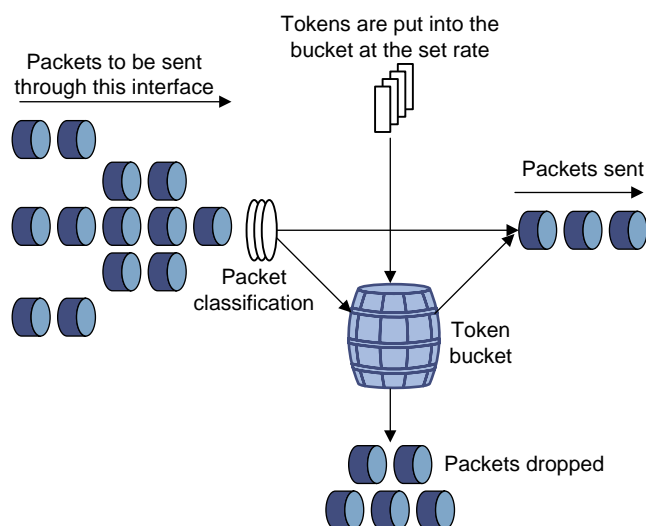 Tokens are put into the
bucket at the set rate
Packets to be sent
through this interface
Packets sent
Packet
classification
Token
bucket
Packets dropped